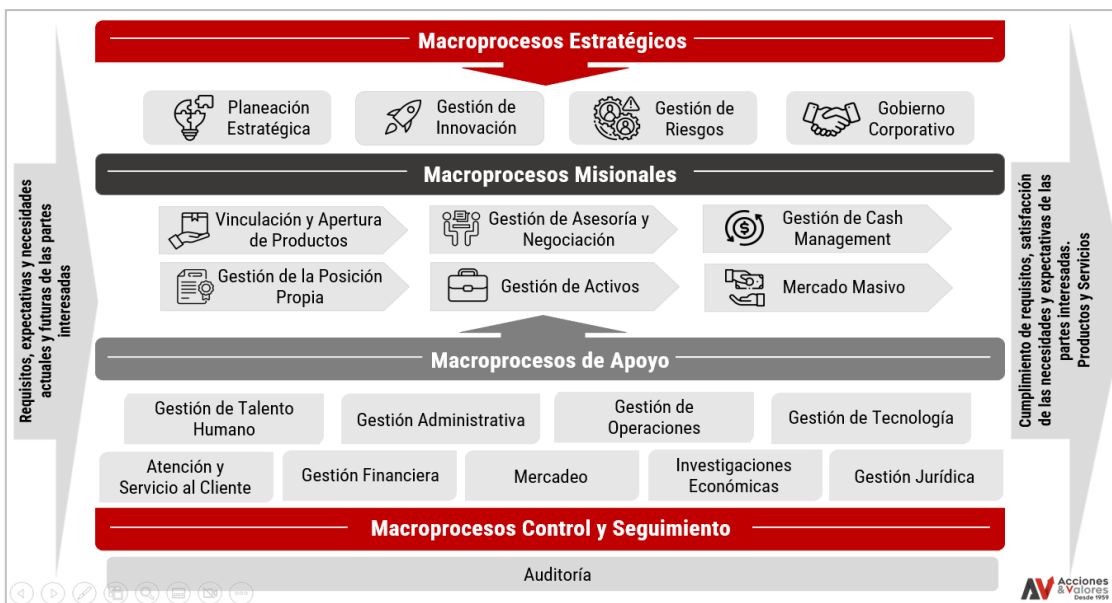 Macroprocesos Estratégicos
Planeación
Estratégica
Gestión de
Innovación
Gestión de
Riesgos
Gobierno
Corporativo
Macroprocesos Misionales
Vinculación y Apertura
de Productos
Gestión de Asesoría y
Negociación
Gestión de Cash
Management
Gestión de la Posición
Propia
Gestión de Activos
Mercado Masivo
Macroprocesos de Apoyo
Gestión de Talento
Humano
Gestión Administrativa
Gestión de
Operaciones
Gestión de Tecnología
Atención y
Servicio al Cliente
Gestión Financiera
Mercadeo
Investigaciones
Económicas
Gestión Jurídica
Macroprocesos Control y Seguimiento
Auditoría
Requisitos, expectativas y necesidades
actuales y futuras de las partes
interesadas
Cumplimiento de requisitos, satisfacción
de las necesidades y expectativas de las
partes interesadas.
Productos y Servicios
AV Acciones
&Valores
Desde 1959